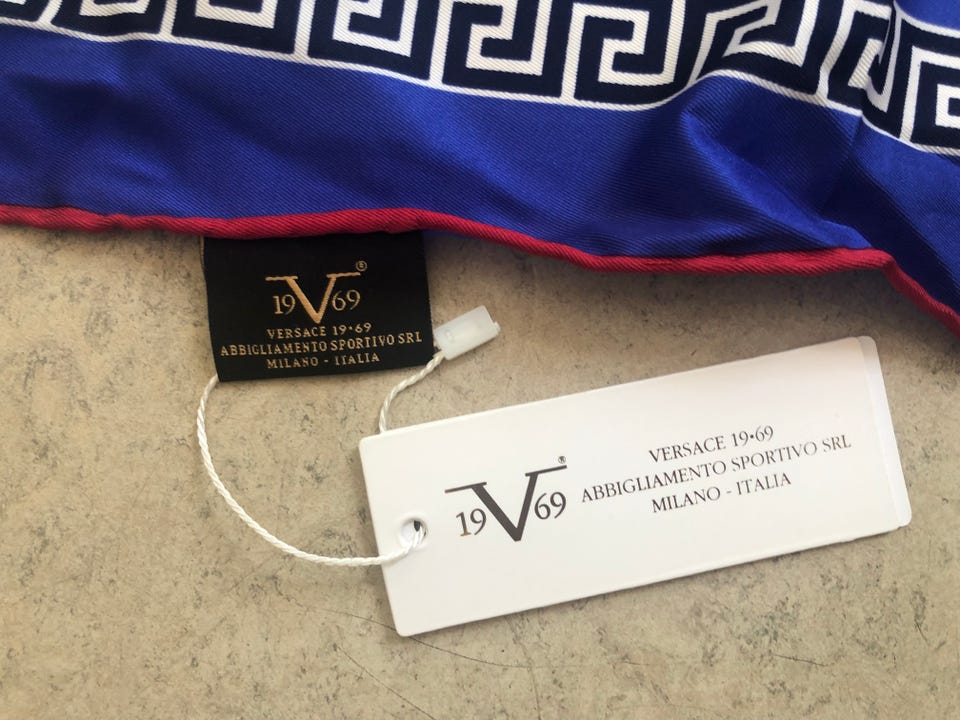 19V69®
VERSACE 19•69
ABBIGLIAMENTO SPORTIVO SRL
MILANO - ITALIA
19V69®
VERSACE 19•69
ABBIGLIAMENTO SPORTIVO SRL
MILANO - ITALIA